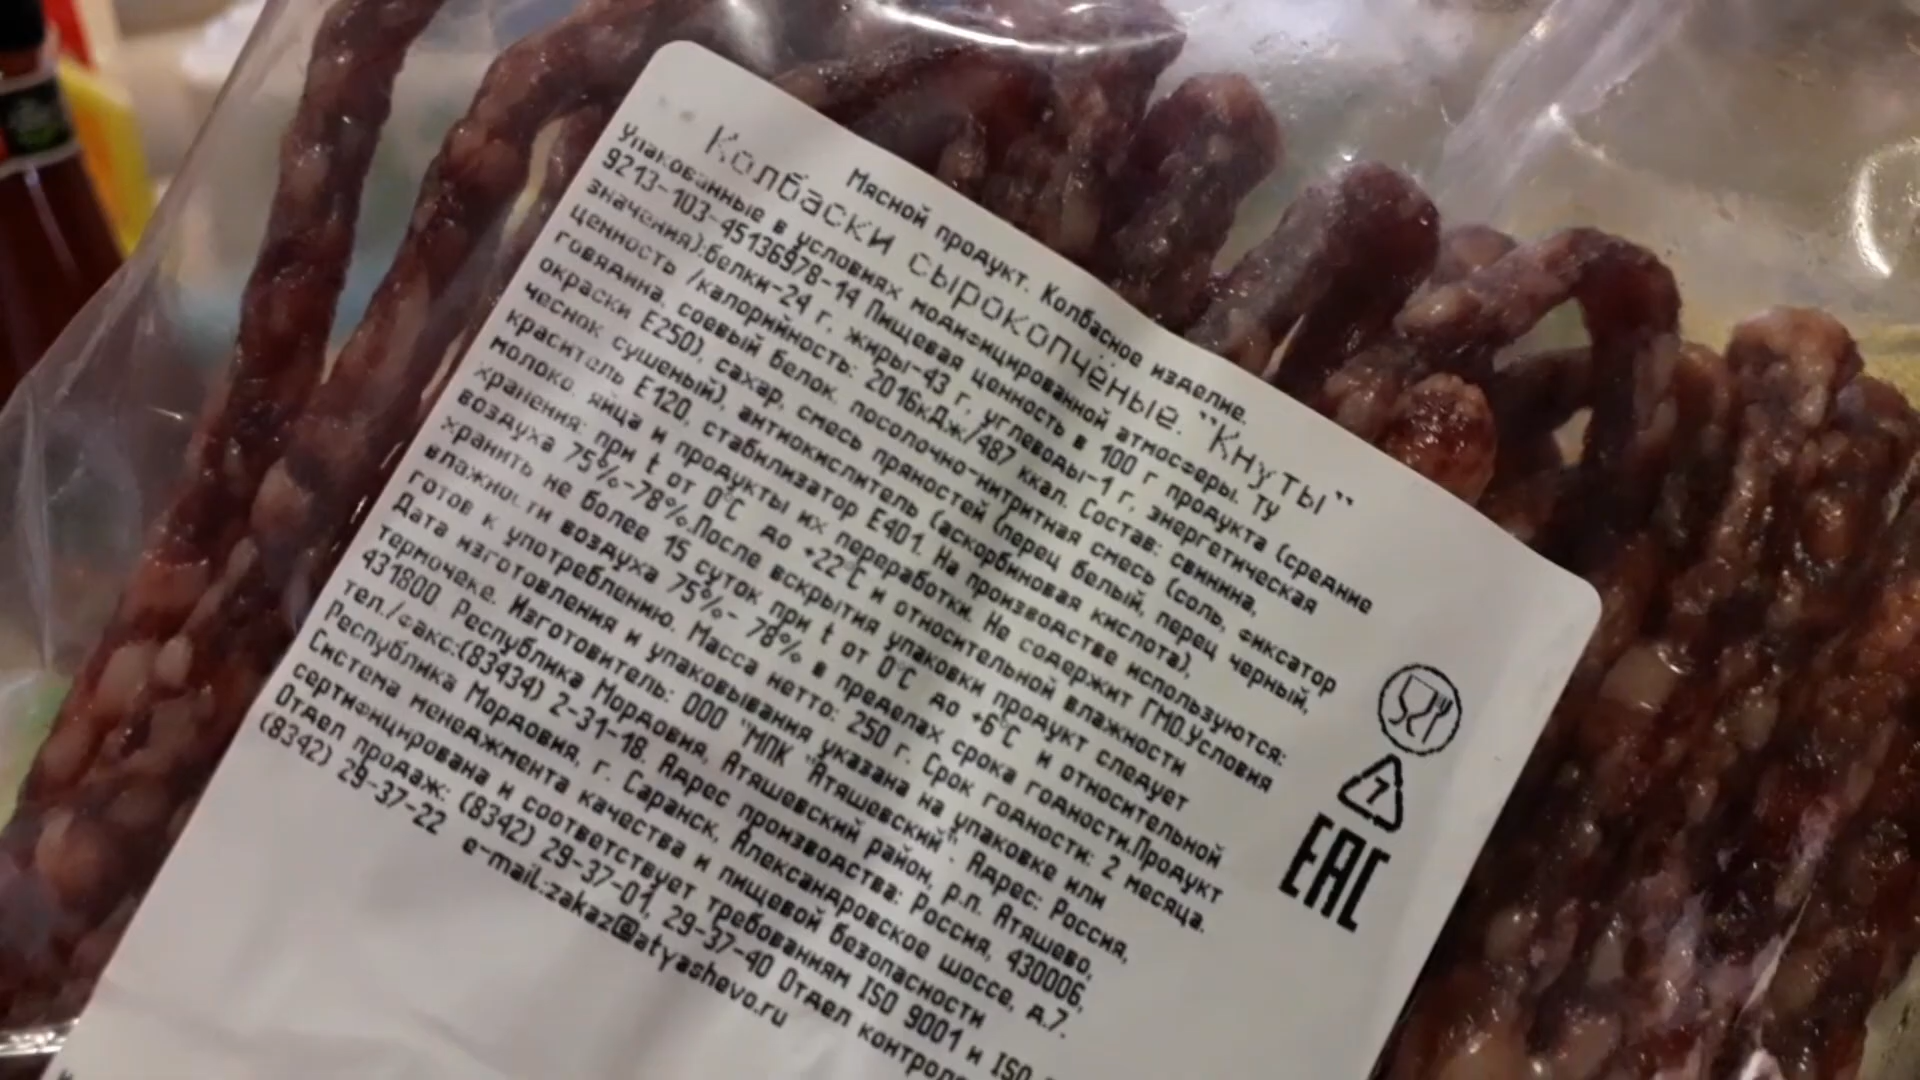 Мясной продукт. Колбасное изделие.
Колбаски сырокопчёные. "Кнуты"
Упакованные в условиях модифицированной атмосферы. ТУ
9213-103-45136978-14 Пищевая ценность в 100 г продукта (средние
значения):белки-24 г, жиры-43 г, углеводы-1 г, энергетическая
ценность /калорийность: 2016кДж/487 ккал. Состав: свинина,
говядина, соевый белок, посолочно-нитритная смесь (соль, фиксатор
окраски Е250), сахар, смесь пряностей (перец белый, перец черный,
чеснок сушеный), антиокислитель (аскорбиновая кислота),
краситель Е120, стабилизатор Е401. На производстве используются:
молоко, яйца и продукты их переработки. Не содержит ГМО.Условия
хранения: при t от 0°С до +22°С и относительной влажности
воздуха 75%-78%.После вскрытия упаковки продукт следует
хранить не более 15 суток при t от 0°С до +6°С и относительной
влажности воздуха 75%- 78% в пределах срока годности.Продукт
готов к употреблению. Масса нетто: 250 г. Срок годности: 2 месяца.
Дата изготовления и упаковывания указана на упаковке или
термочеке. Изготовитель: ООО "МПК "Атяшевский". Адрес: Россия,
431800 Республика Мордовия, Атяшевский район, р.п. Атяшево,
тел./факс:(83434) 2-31-18. Адрес производства: Россия, 430006,
Республика Мордовия, г. Саранск, Александровское шоссе, д.7.
Система менеджмента качества и пищевой безопасности
сертифицирована и соответствует требованиям ISO 9001 и ISO
Отдел продаж: (8342) 29-37-01, 29-37-40 Отдел
(8342) 29-37-22 e-mail:zakaz@atyashevo.ru
7
EAC